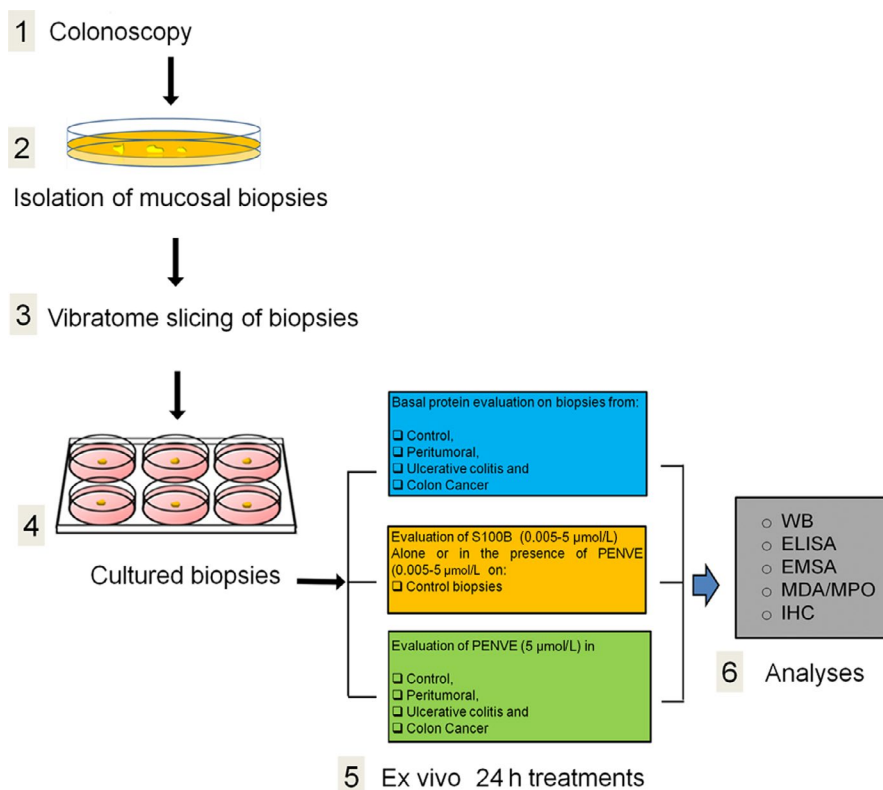 1 Colonoscopy
2
Isolation of mucosal biopsies
3 Vibratome slicing of biopsies
4
Cultured biopsies
Basal protein evaluation on biopsies from:
❑ Control,
❑ Peritumoral,
❑ Ulcerative colitis and
❑ Colon Cancer
Evaluation of S100B (0.005-5 µmol/L)
Alone or in the presence of PENVE
(0.005-5 µmol/L on:
❑ Control biopsies
Evaluation of PENVE (5 µmol/L) in
❑ Control,
❑ Peritumoral,
❑ Ulcerative colitis and
❑ Colon Cancer
5 Ex vivo 24 h treatments
○ WB
○ ELISA
○ EMSA
○ MDA/MPO
○ IHC
6 Analyses